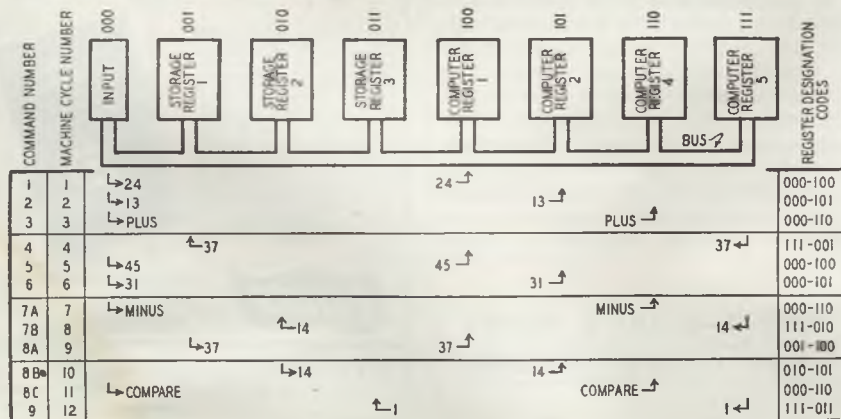 000 001 010 011 100 101 110 111
COMMAND NUMBER
MACHINE CYCLE NUMBER
INPUT
STORAGE REGISTER 1
STORAGE REGISTER 2
STORAGE REGISTER 3
COMPUTER REGISTER 1
COMPUTER REGISTER 2
COMPUTER REGISTER 4
COMPUTER REGISTER 5
REGISTER DESIGNATION CODES
BUS
1 1 24 24 000-100
2 2 13 13 000-101
3 3 PLUS PLUS 000-110
4 4 37 37 111-001
5 5 45 45 000-100
6 6 31 31 000-101
7A 7 MINUS MINUS 000-110
7B 8 14 14 111-010
8A 9 37 37 001-100
8B 10 14 14 010-101
8C 11 COMPARE COMPARE 000-110
9 12 1 1 111-011